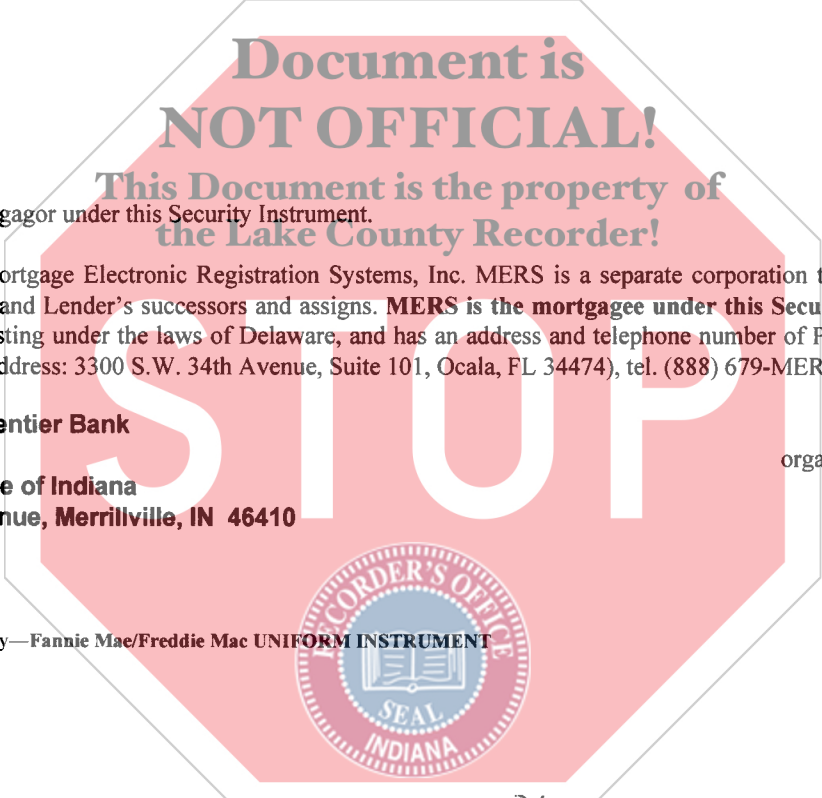 Document is
NOT OFFICIAL!
This Document is the property of
gagor under this Security Instrument.
the Lake County Recorder!
ortgage Electronic Registration Systems, Inc. MERS is a separate corporation t
and Lender's successors and assigns. MERS is the mortgagee under this Secu
sting under the laws of Delaware, and has an address and telephone number of P
ddress: 3300 S.W. 34th Avenue, Suite 101, Ocala, FL 34474), tel. (888) 679-MER
STOP
entier Bank
orga
e of Indiana
nue, Merrillville, IN 46410
RECORDER'S OFFICE
y—Fannie Mae/Freddie Mac UNIFORM INSTRUMENT
SEAL
INDIANA